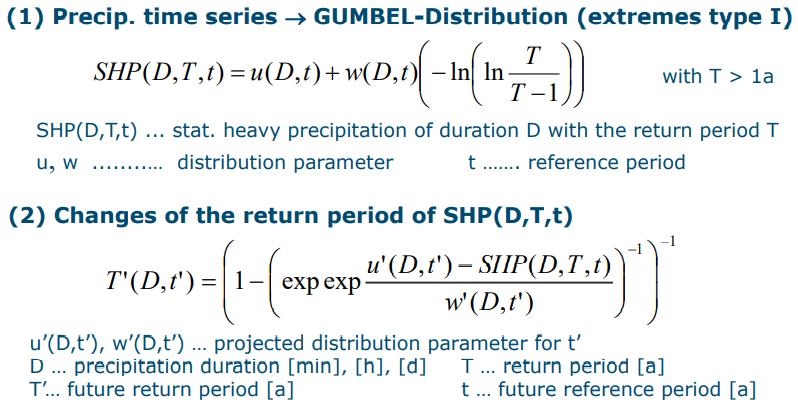 (1) Precip. time series → GUMBEL-Distribution (extremes type I)
SHP(D,T,t) = u(D,t) + w(D,t)(− ln(ln T/(T−1))) with T > 1a
SHP(D,T,t) ... stat. heavy precipitation of duration D with the return period T
u, w ........... distribution parameter t ....... reference period
(2) Changes of the return period of SHP(D,T,t)
T'(D,t') = (1−(exp exp (u'(D,t') − SIIP(D,T,t))/(w'(D,t')))⁻¹)⁻¹
u’(D,t’), w’(D,t’) ... projected distribution parameter for t’
D ... precipitation duration [min], [h], [d] T ... return period [a]
T’... future return period [a] t ... future reference period [a]